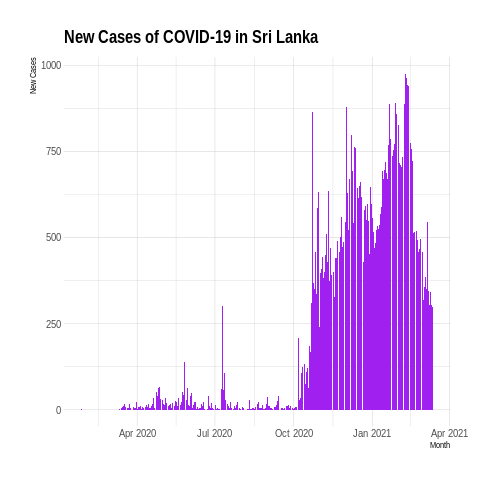 New Cases of COVID-19 in Sri Lanka
New Cases
1000
750
500
250
0
Apr 2020 Jul 2020 Oct 2020 Jan 2021 Apr 2021
Month